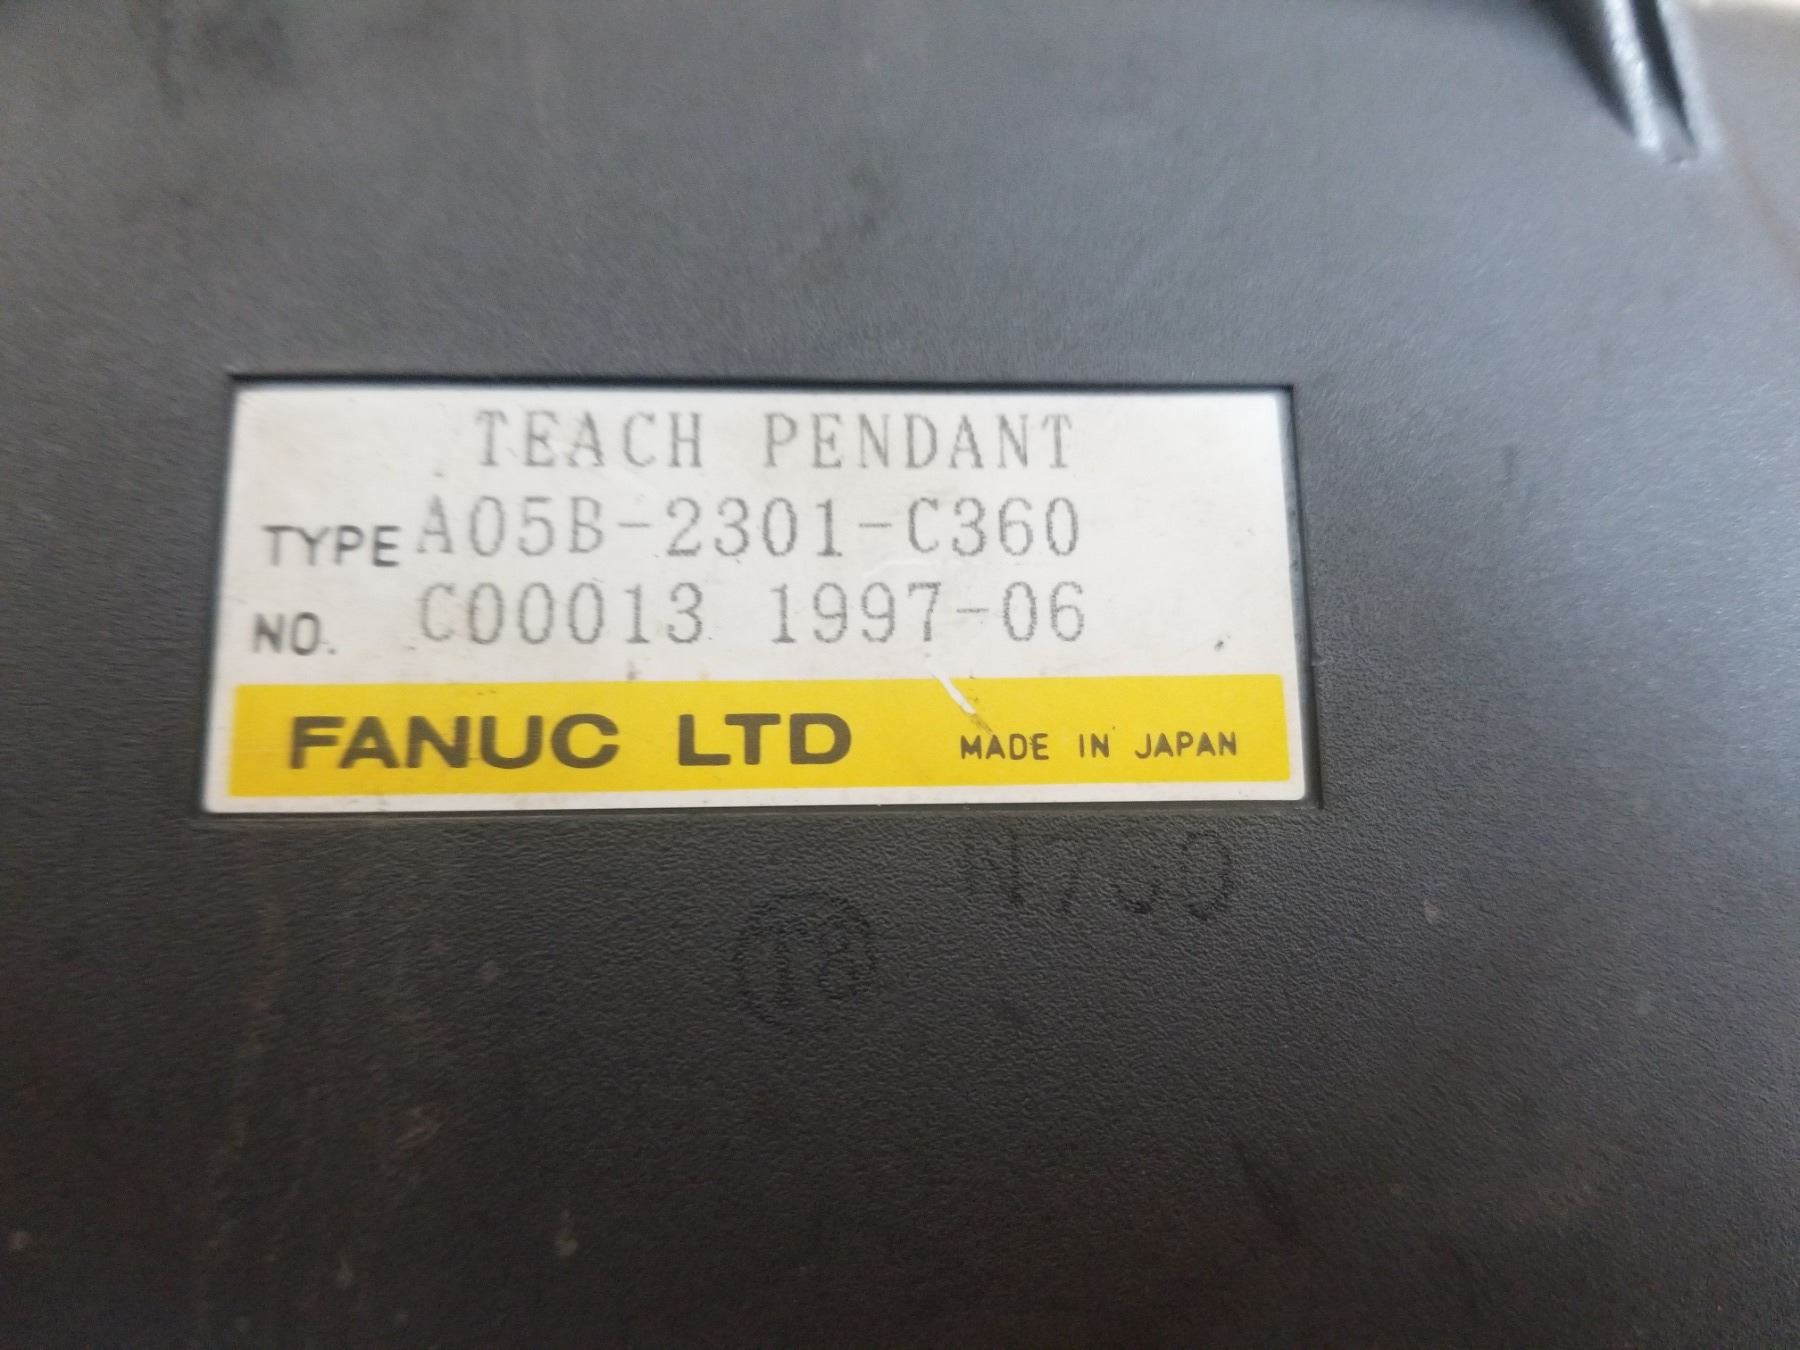 TEACH PENDANT
TYPE A05B-2301-C360
NO. C00013 1997-06
FANUC LTD MADE IN JAPAN